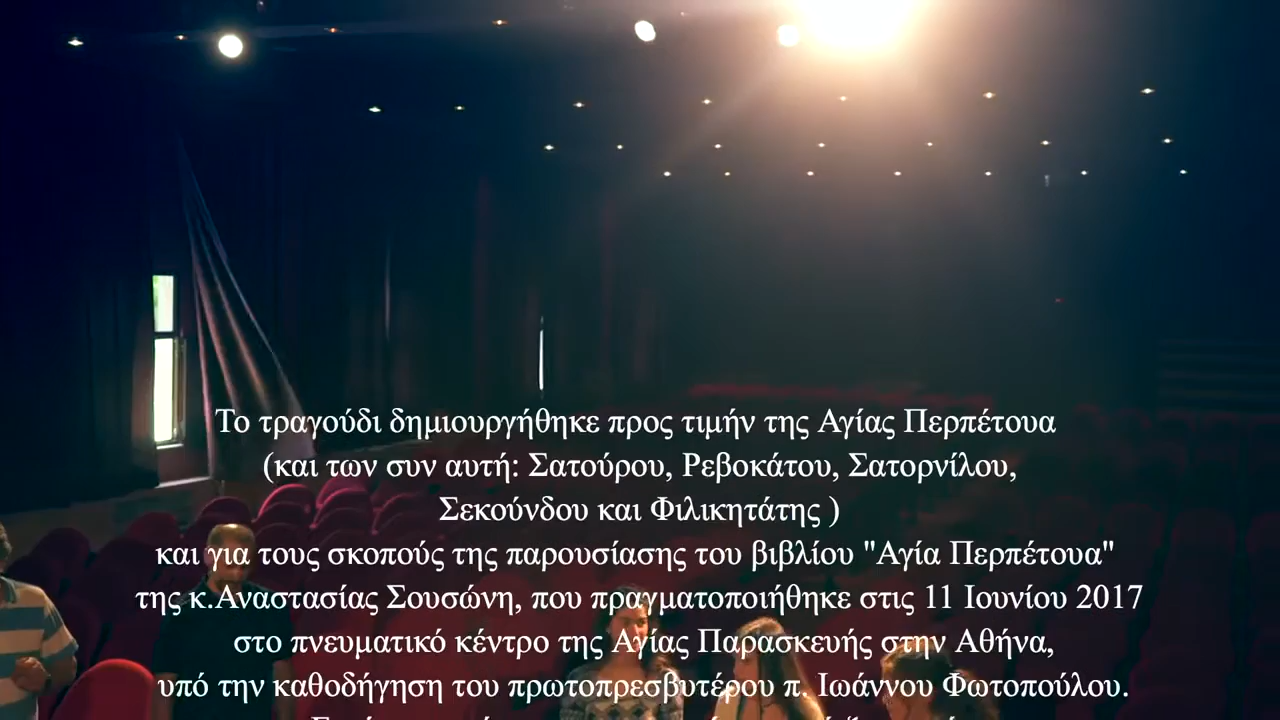 Το τραγούδι δημιουργήθηκε προς τιμήν της Αγίας Περπέτουα
(και των συν αυτή: Σατούρου, Ρεβοκάτου, Σατορνίλου,
Σεκούνδου και Φιλικητάτης )
και για τους σκοπούς της παρουσίασης του βιβλίου "Αγία Περπέτουα"
της κ.Αναστασίας Σουσώνη, που πραγματοποιήθηκε στις 11 Ιουνίου 2017
στο πνευματικό κέντρο της Αγίας Παρασκευής στην Αθήνα,
υπό την καθοδήγηση του πρωτοπρεσβυτέρου π. Ιωάννου Φωτοπούλου.